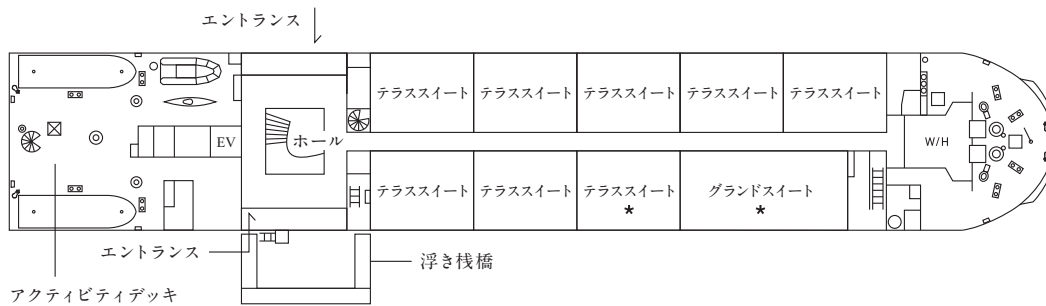 エントランス
テラススイート
テラススイート
テラススイート
テラススイート
テラススイート
EV
ホール
W/H
テラススイート
テラススイート
テラススイート
*
グランドスイート
*
エントランス
浮き桟橋
アクティビティデッキ